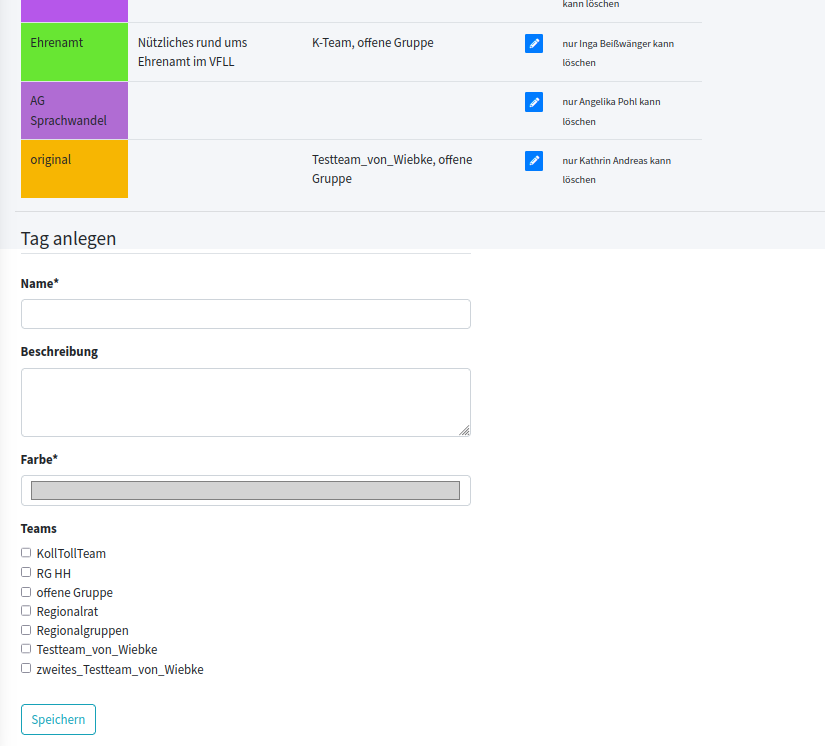 kann löschen
Ehrenamt
Nützliches rund ums
Ehrenamt im VFLL
K-Team, offene Gruppe
nur Inga Beißwänger kann
löschen
AG
Sprachwandel
nur Angelika Pohl kann
löschen
original
Testteam_von_Wiebke, offene
Gruppe
nur Kathrin Andreas kann
löschen
Tag anlegen
Name*
Beschreibung
Farbe*
Teams
KollTollTeam
RG HH
offene Gruppe
Regionalrat
Regionalgruppen
Testteam_von_Wiebke
zweites_Testteam_von_Wiebke
Speichern